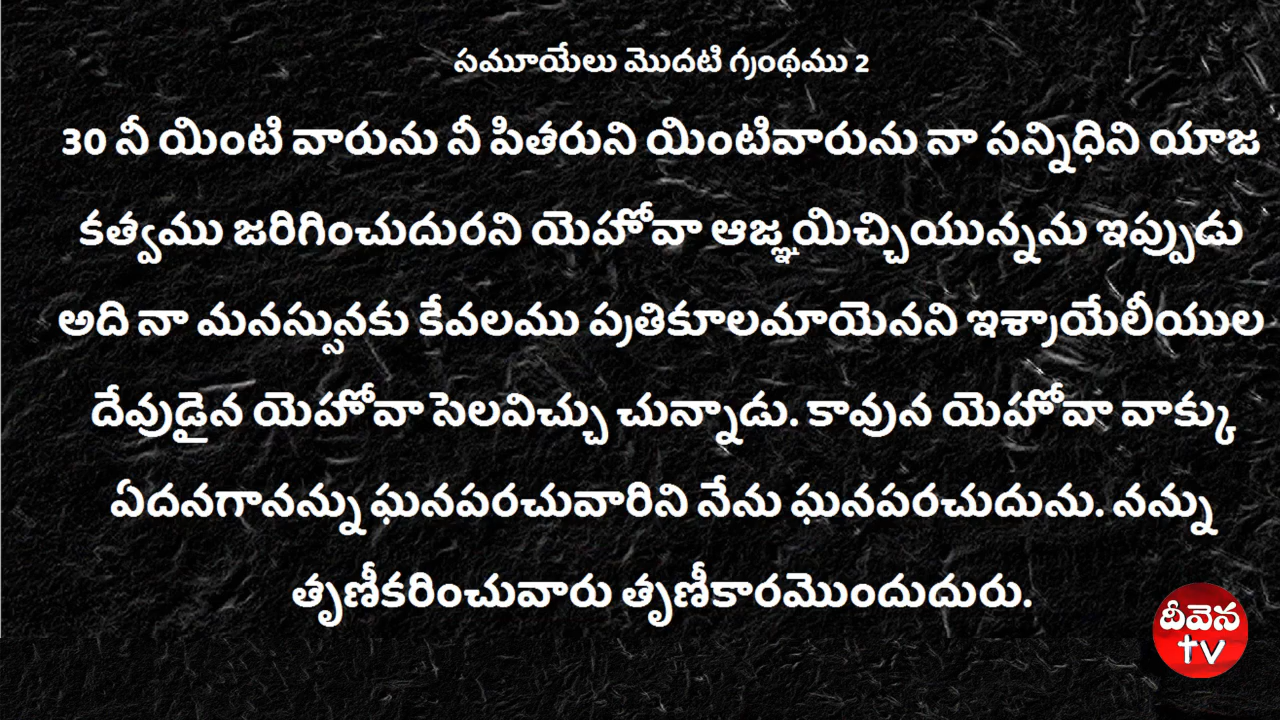 సమూయేలు మొదటి గ్రంథము 2
30 నీ యింటి వారును నీ పితరుని యింటివారును నా సన్నిధిని యాజ
కత్వము జరిగించుదురని యెహోవా ఆజ్ఞయిచ్చియున్నను ఇప్పుడు
అది నా మనస్సునకు కేవలము ప్రతికూలమాయెనని ఇశ్రాయేలీయుల
దేవుడైన యెహోవా సెలవిచ్చు చున్నాడు. కావున యెహోవా వాక్కు
ఏదనగానన్ను ఘనపరచువారిని నేను ఘనపరచుదును. నన్ను
తృణీకరించువారు తృణీకారమొందుదురు.
దీవెన
tv